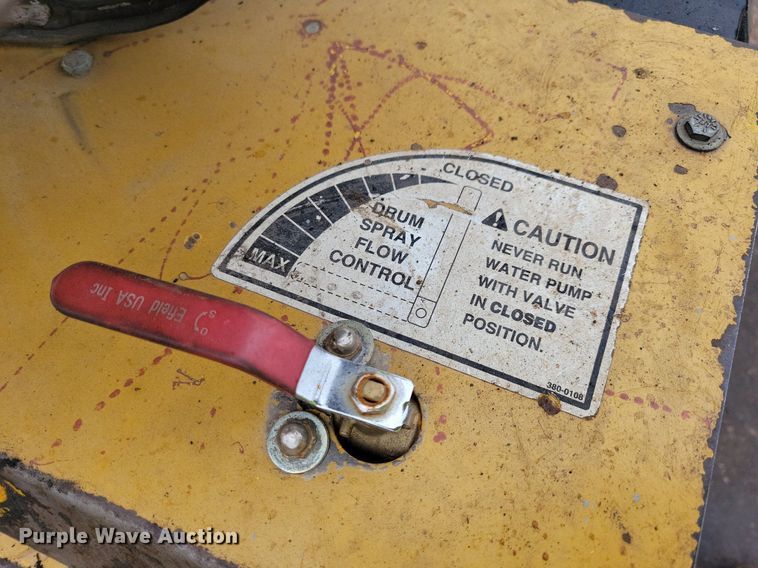 CLOSED
DRUM
SPRAY
FLOW
CONTROL
MAX
CAUTION
NEVER RUN
WATER PUMP
WITH VALVE
IN CLOSED
POSITION.
380-0108
Efield USA Inc
Purple Wave Auction